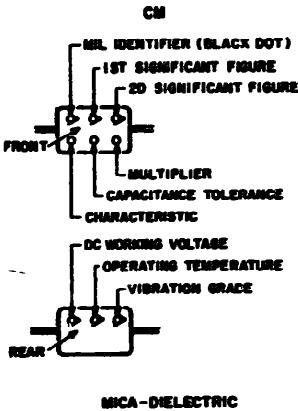 CM
MIL IDENTIFIER (BLACK DOT)
1ST SIGNIFICANT FIGURE
2D SIGNIFICANT FIGURE
FRONT
MULTIPLIER
CAPACITANCE TOLERANCE
CHARACTERISTIC
DC WORKING VOLTAGE
OPERATING TEMPERATURE
VIBRATION GRADE
REAR
MICA-DIELECTRIC